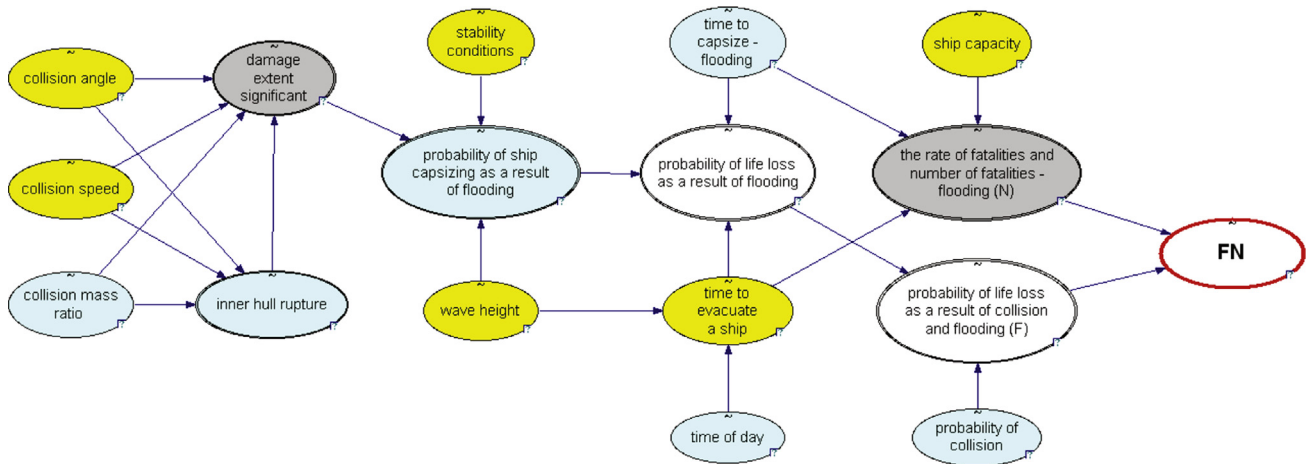 ~
collision angle
?
~
damage
extent
significant
?
~
stability
conditions
?
~
time to
capsize -
flooding
?
~
ship capacity
?
~
collision speed
?
~
probability of ship
capsizing as a result
of flooding
?
~
probability of life loss
as a result of flooding
?
~
the rate of fatalities and
number of fatalities -
flooding (N)
?
~
FN
?
~
collision mass
ratio
?
~
inner hull rupture
?
~
wave height
?
~
time to
evacuate
a ship
?
~
probability of life loss
as a result of collision
and flooding (F)
?
~
time of day
?
~
probability of
collision
?